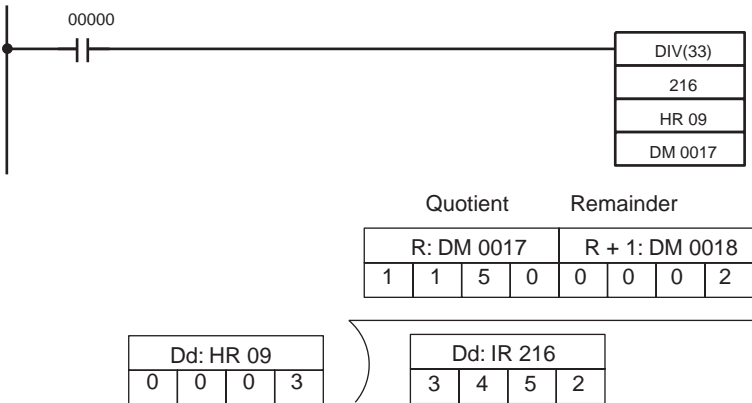 00000
DIV(33)
216
HR 09
DM 0017
Quotient Remainder
R: DM 0017 R + 1: DM 0018
1 1 5 0 0 0 0 2
Dd: HR 09 Dd: IR 216
0 0 0 3 3 4 5 2